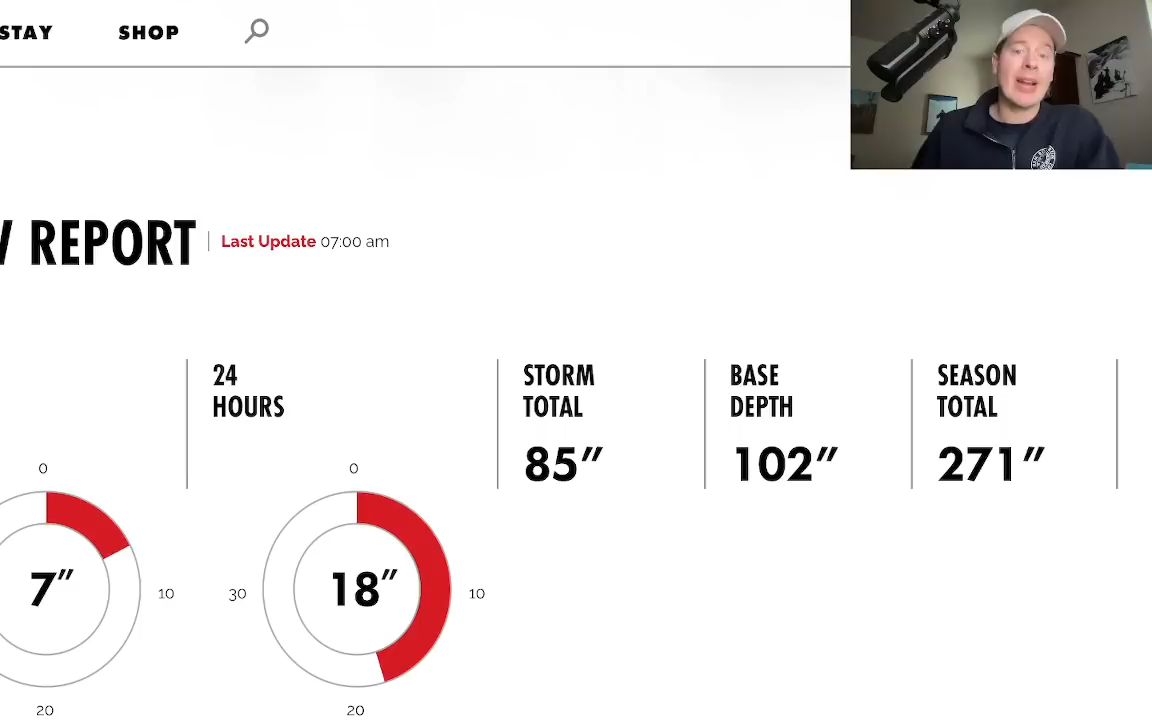 STAY SHOP
REPORT Last Update 07:00 am
24
HOURS
STORM
TOTAL
BASE
DEPTH
SEASON
TOTAL
85” 102” 271”
0 0
7” 10 30 18” 10
20 20